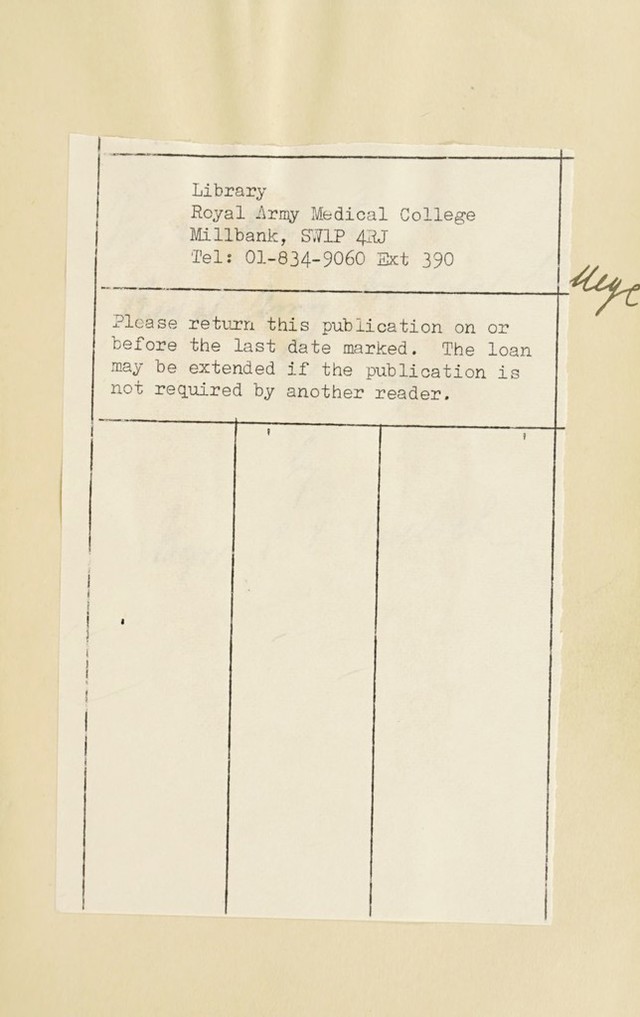 Library
Royal Army Medical College
Millbank, SW1P 4RJ
Tel: 01-834-9060 Ext 390
Please return this publication on or
before the last date marked. The loan
may be extended if the publication is
not required by another reader.